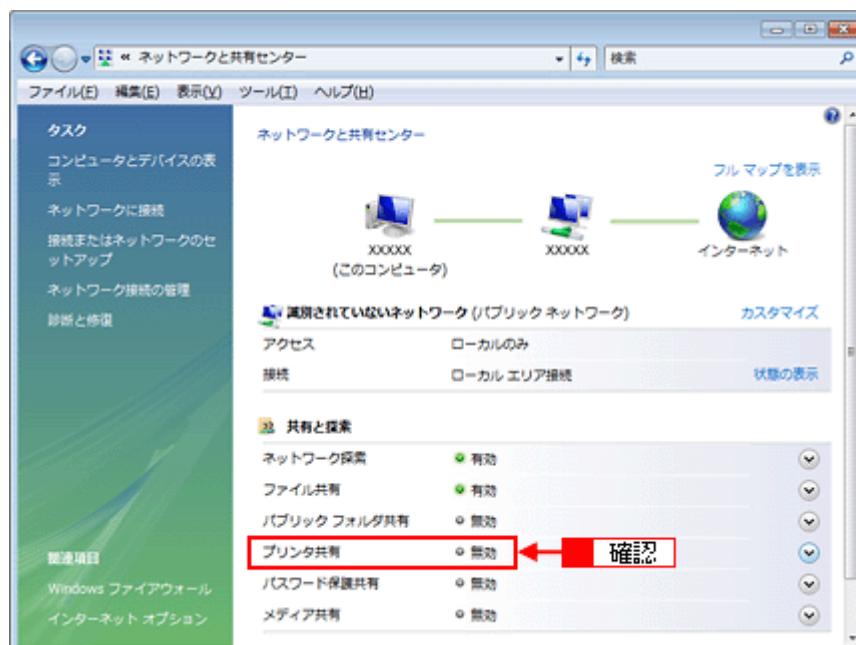 « ネットワークと共有センター
検索
ファイル(F) 編集(E) 表示(V) ツール(T) ヘルプ(H)
タスク
コンピュータとデバイスの表
示
ネットワークに接続
接続またはネットワークのセ
ットアップ
ネットワーク接続の管理
診断と修復
関連項目
Windows ファイアウォール
インターネット オプション
ネットワークと共有センター
フル マップを表示
XXXXX
(このコンピュータ)
XXXXX
インターネット
識別されていないネットワーク (パブリック ネットワーク) カスタマイズ
アクセス ローカルのみ
接続 ローカル エリア接続 状態の表示
共有と探索
ネットワーク探索 有効
ファイル共有 有効
パブリック フォルダ共有 無効
プリンタ共有 無効 確認
パスワード保護共有 無効
メディア共有 無効